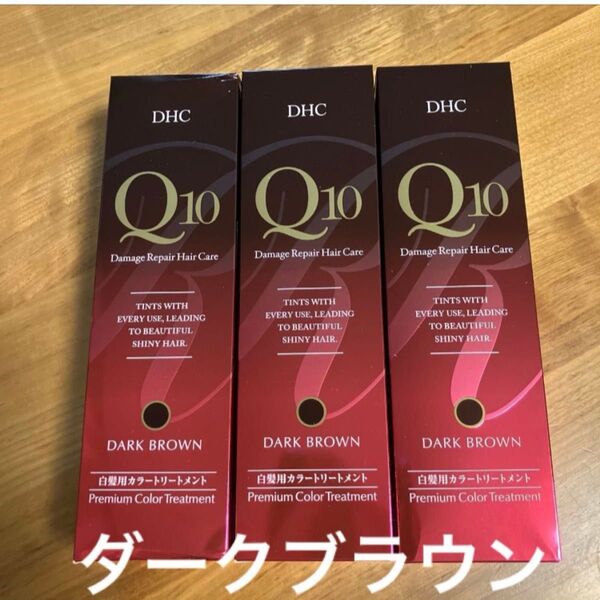 DHC
Q10
Damage Repair Hair Care
TINTS WITH
EVERY USE, LEADING
TO BEAUTIFUL
SHINY HAIR.
DARK BROWN
白髪用カラートリートメント
Premium Color Treatment
DHC
Q10
Damage Repair Hair Care
TINTS WITH
EVERY USE, LEADING
TO BEAUTIFUL
SHINY HAIR.
DARK BROWN
白髪用カラートリートメント
Premium Color Treatment
DHC
Q10
Damage Repair Hair Care
TINTS WITH
EVERY USE, LEADING
TO BEAUTIFUL
SHINY HAIR.
DARK BROWN
白髪用カラートリートメント
Premium Color Treatment
ダークブラウン